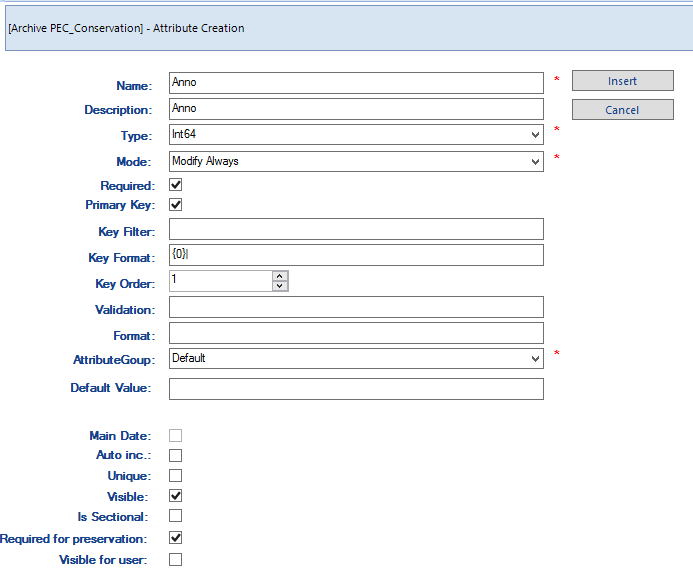 [Archive PEC_Conservation] - Attribute Creation
Name: Anno * Insert
Description: Anno Cancel
Type: Int64 *
Mode: Modify Always *
Required:
Primary Key:
Key Filter:
Key Format: {0}|
Key Order: 1
Validation:
Format:
AttributeGoup: Default *
Default Value:
Main Date:
Auto inc.:
Unique:
Visible:
Is Sectional:
Required for preservation:
Visible for user: